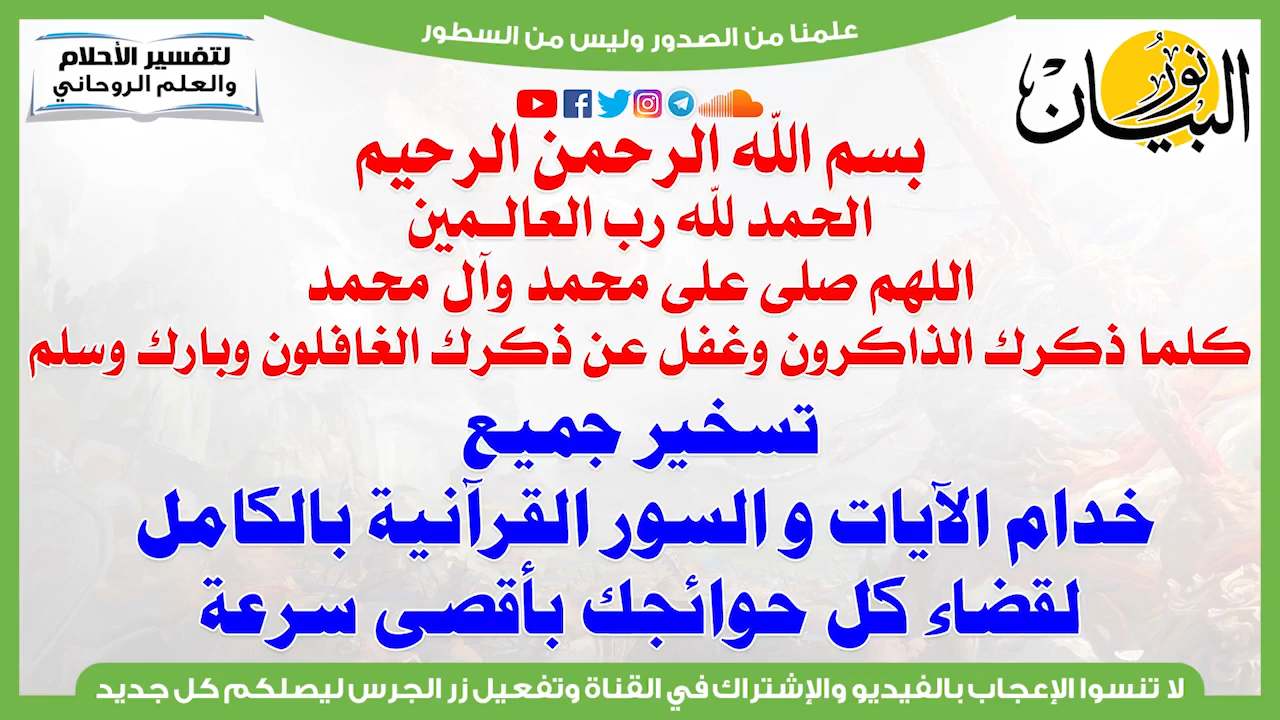 علمنا من الصدور وليس من السطور
نور البيان
لتفسير الأحلام
والعلم الروحاني
بسم الله الرحمن الرحيم
الحمد لله رب العالـمين
اللهم صلى على محمد وآل محمد
كلما ذكرك الذاكرون وغفل عن ذكرك الغافلون وبارك وسلم
تسخير جميع
خدام الآيات و السور القرآنية بالكامل
لقضاء كل حوائجك بأقصى سرعة
لا تنسوا الإعجاب بالفيديو والإشتراك في القناة وتفعيل زر الجرس ليصلكم كل جديد